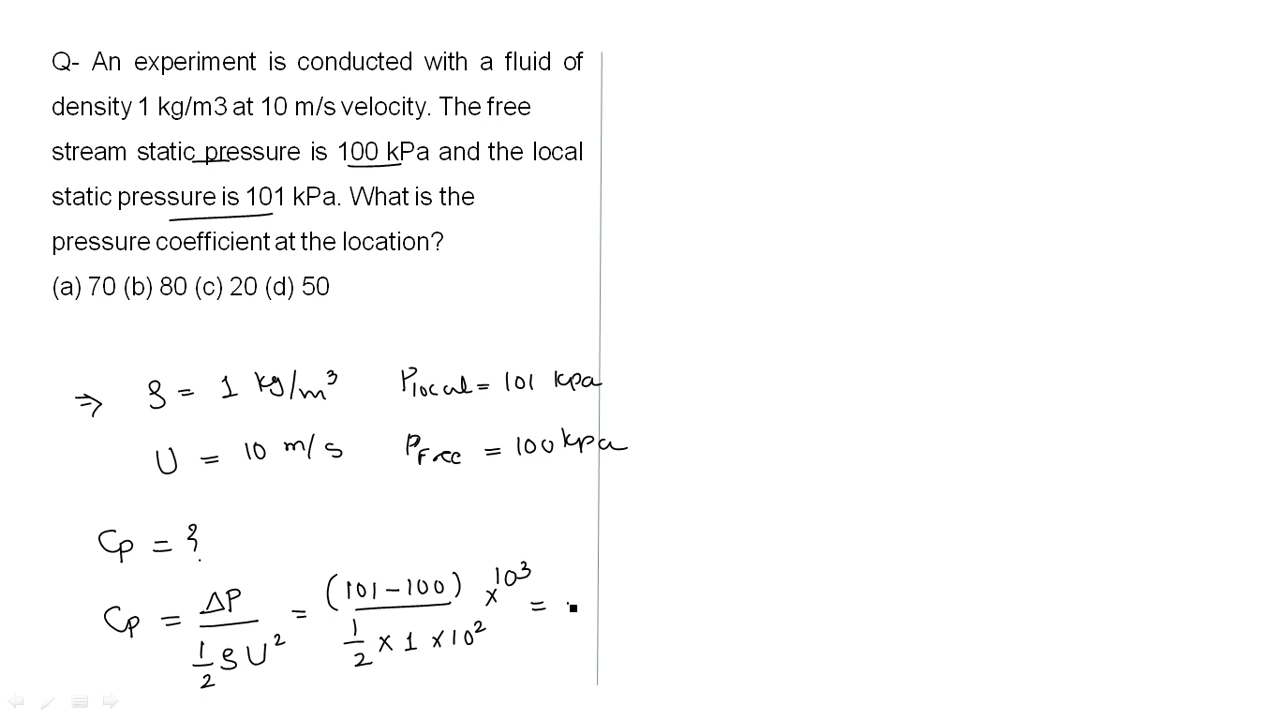 Q- An experiment is conducted with a fluid of
density 1 kg/m3 at 10 m/s velocity. The free
stream static pressure is 100 kPa and the local
static pressure is 101 kPa. What is the
pressure coefficient at the location?
(a) 70 (b) 80 (c) 20 (d) 50
⇒ ρ = 1 kg/m³ Plocal = 101 kpa
U = 10 m/s PFree = 100 kpa
Cp = ?
Cp = ΔP / ½ρU² = (101-100) / ½ × 1 × 10² × 10³ =